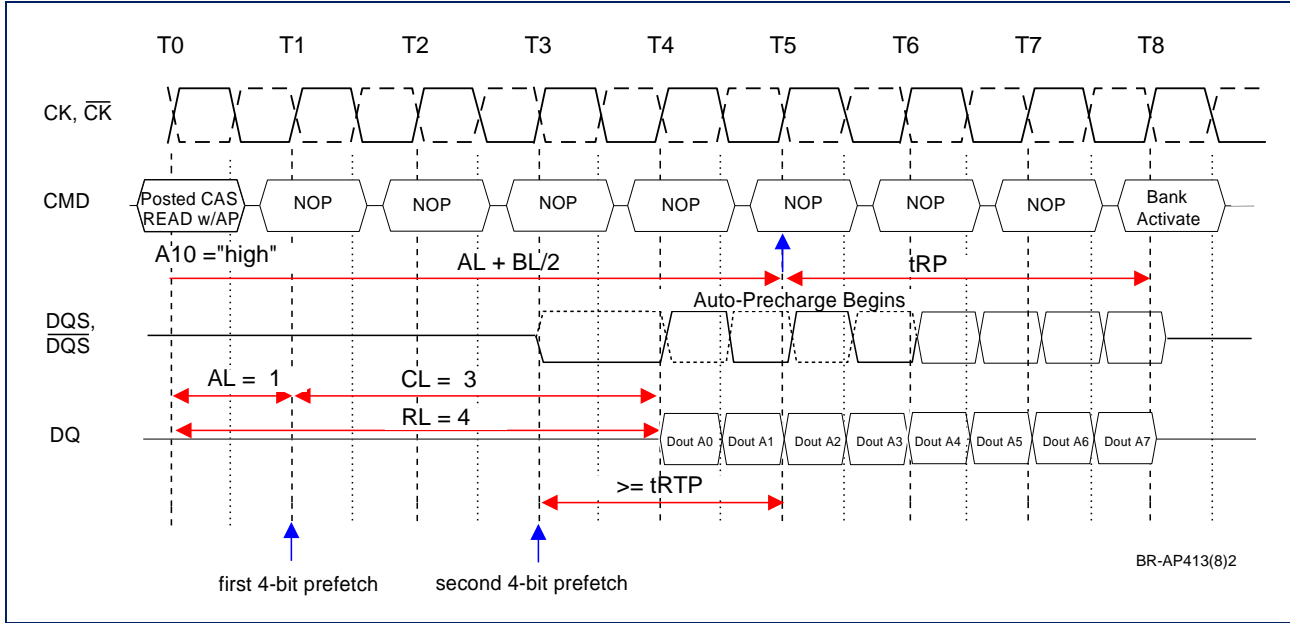 T0 T1 T2 T3 T4 T5 T6 T7 T8
CK, CK
CMD
Posted CAS
READ w/AP
NOP NOP NOP NOP NOP NOP NOP
Bank
Activate
A10 ="high"
AL + BL/2
tRP
Auto-Precharge Begins
DQS,
DQS
AL = 1
CL = 3
RL = 4
DQ
Dout A0 Dout A1 Dout A2 Dout A3 Dout A4 Dout A5 Dout A6 Dout A7
>= tRTP
first 4-bit prefetch
second 4-bit prefetch
BR-AP413(8)2